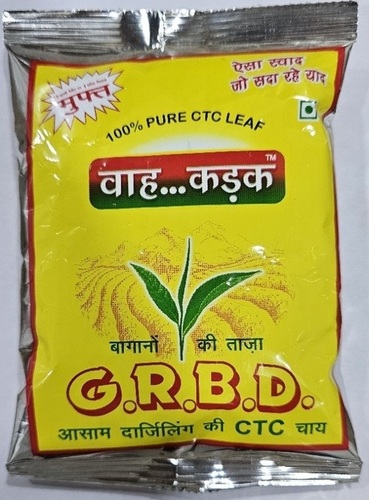 मुफ्त
ऐसा स्वाद
जो सदा रहे याद
100% PURE CTC LEAF
वाह...कड़क TM
बागानों की ताज़ा
G.R.B.D.
आसाम दार्जिलिंग की CTC चाय